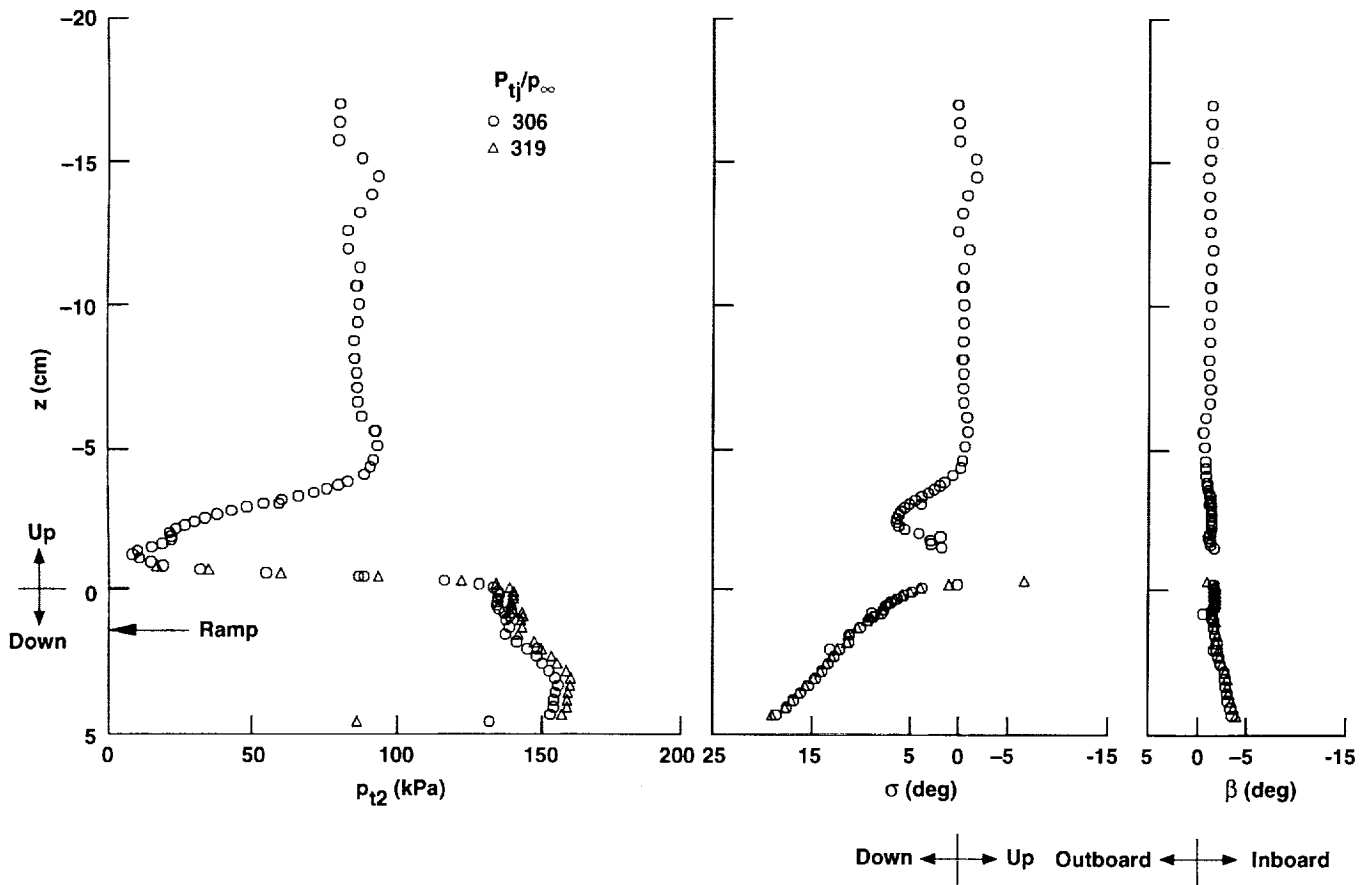 −20
−15
−10
−5
0
5
z (cm)
Up
Down
Ramp
P_tj/p_∞
○ 306
△ 319
0 50 100 150 200
p_t2 (kPa)
25 15 5 0 -5 -15
σ (deg)
5 0 -5 -15
β (deg)
Down Up Outboard Inboard